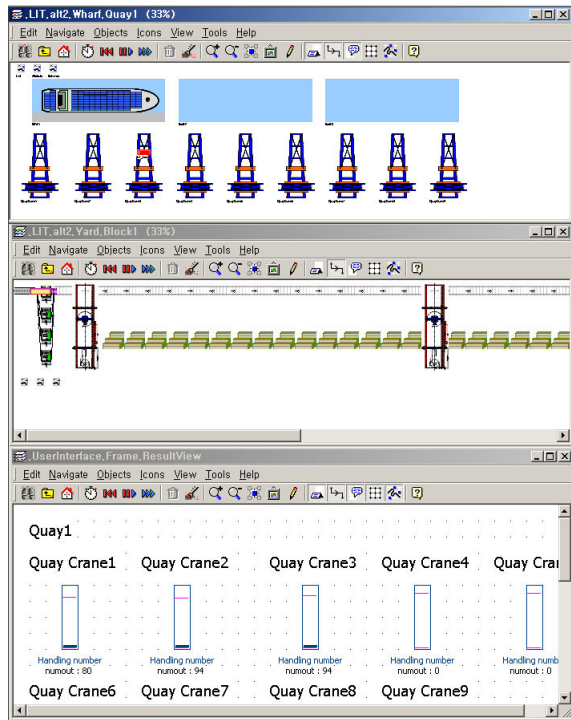 .LIT.alt2.Wharf.Quay1 (33%)
Edit Navigate Objects Icons View Tools Help
.LIT.alt2.Yard.Block1 (33%)
Edit Navigate Objects Icons View Tools Help
.UserInterface.Frame.ResultView
Edit Navigate Objects Icons View Tools Help
Quay1
Quay Crane1 Quay Crane2 Quay Crane3 Quay Crane4 Quay Crai
Handling number Handling number Handling number Handling number Handling numb
numout : 80 numout : 94 numout : 94 numout : 0 numout : 0
Quay Crane6 Quay Crane7 Quay Crane8 Quay Crane9